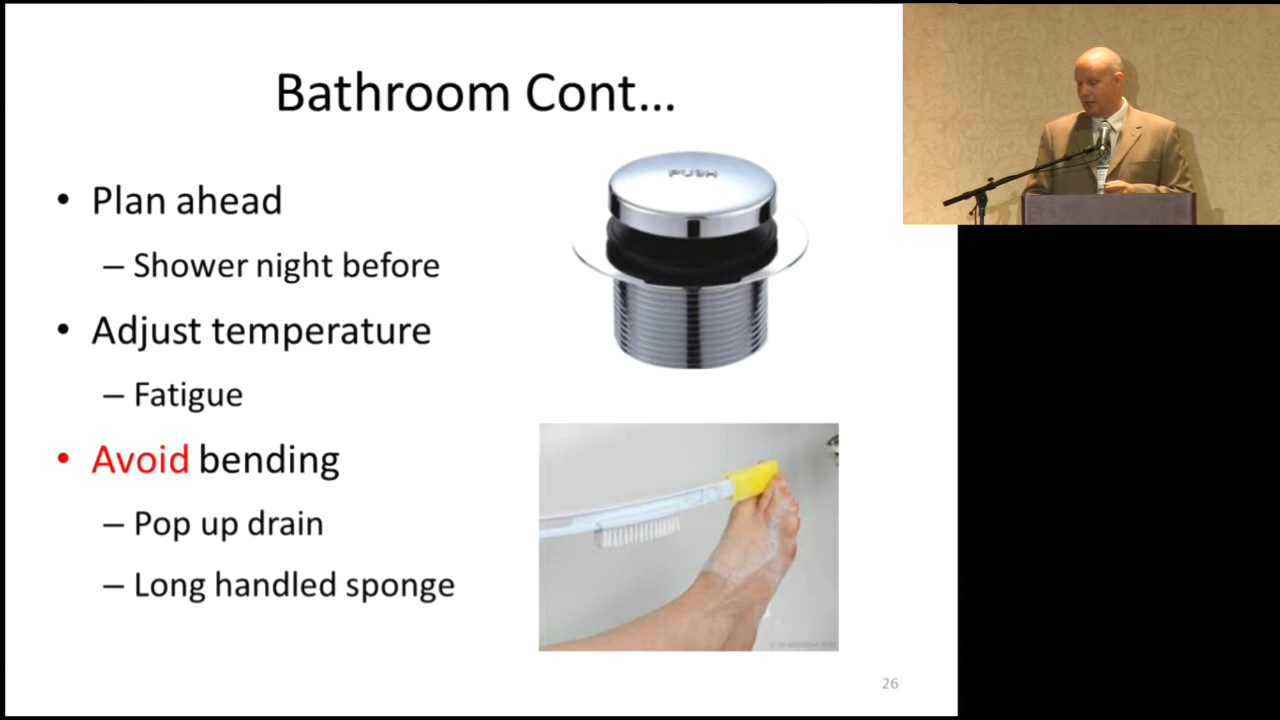 Bathroom Cont...
• Plan ahead
– Shower night before
• Adjust temperature
– Fatigue
• Avoid bending
– Pop up drain
– Long handled sponge
PUSH
26